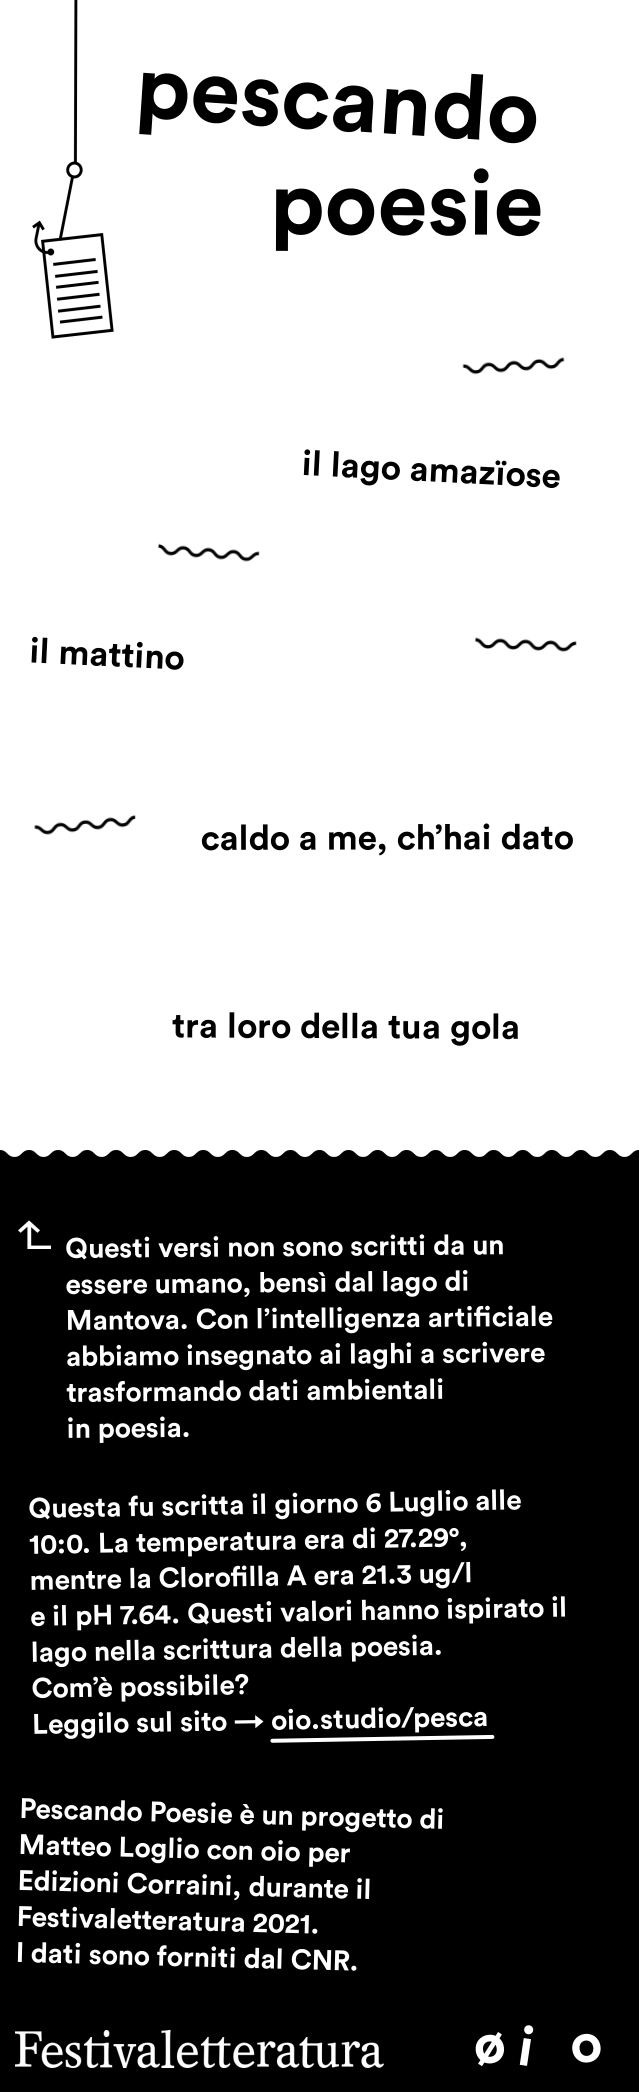 pescando
poesie
il lago amazïose
il mattino
caldo a me, ch’hai dato
tra loro della tua gola
Questi versi non sono scritti da un
essere umano, bensì dal lago di
Mantova. Con l’intelligenza artificiale
abbiamo insegnato ai laghi a scrivere
trasformando dati ambientali
in poesia.
Questa fu scritta il giorno 6 Luglio alle
10:0. La temperatura era di 27.29°,
mentre la Clorofilla A era 21.3 ug/l
e il pH 7.64. Questi valori hanno ispirato il
lago nella scrittura della poesia.
Com’è possibile?
Leggilo sul sito → oio.studio/pesca
Pescando Poesie è un progetto di
Matteo Loglio con oio per
Edizioni Corraini, durante il
Festivaletteratura 2021.
I dati sono forniti dal CNR.
Festivaletteratura øi o